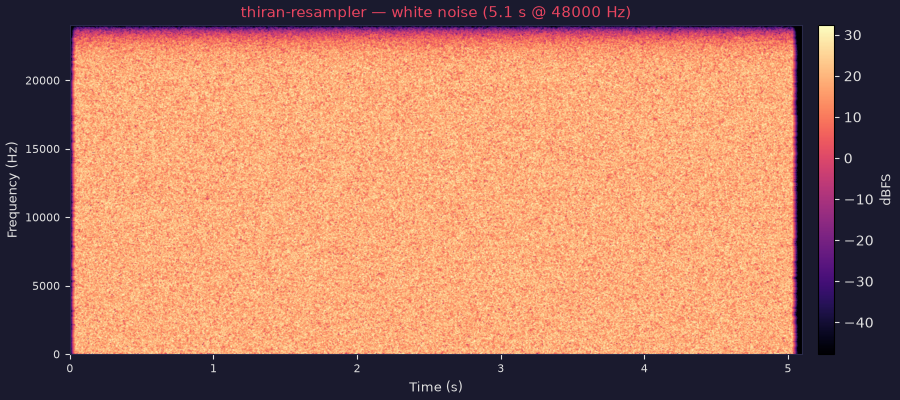 thiran-resampler — white noise (5.1 s @ 48000 Hz)
30
20000
20
10
15000
0
Frequency (Hz)
dBFS
10000
−10
−20
5000
−30
−40
0
0 1 2 3 4 5
Time (s)